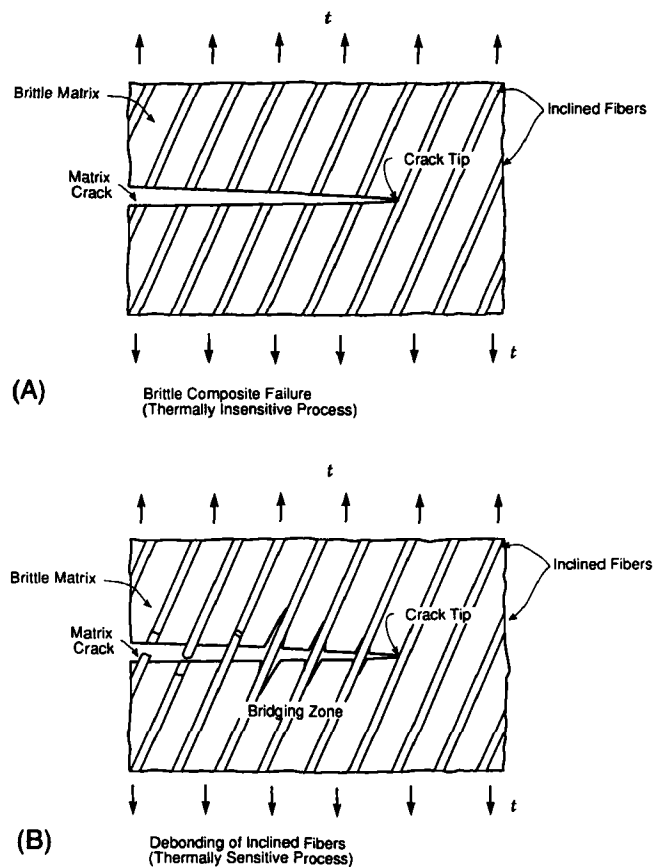 t
Brittle Matrix
Inclined Fibers
Crack Tip
Matrix
Crack
t
(A)
Brittle Composite Failure
(Thermally Insensitive Process)
t
Brittle Matrix
Inclined Fibers
Crack Tip
Matrix
Crack
Bridging Zone
t
(B)
Debonding of Inclined Fibers
(Thermally Sensitive Process)